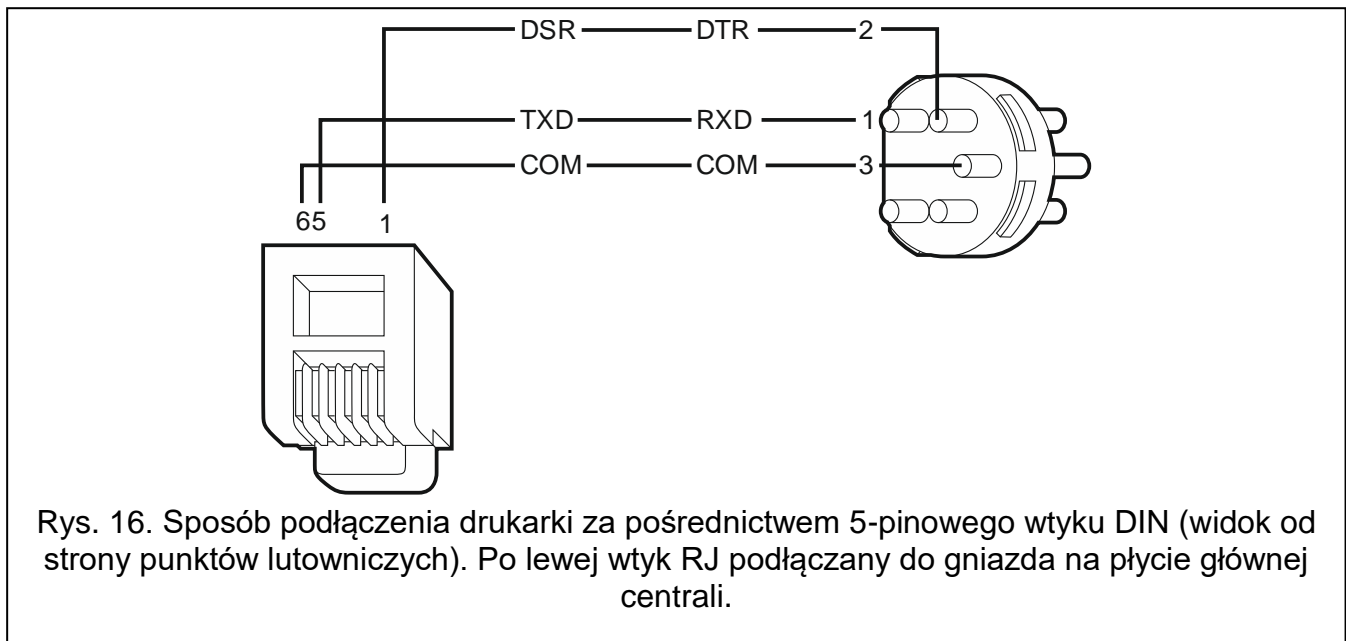 DSR DTR 2
TXD RXD 1
COM COM 3
65 1
Rys. 16. Sposób podłączenia drukarki za pośrednictwem 5-pinowego wtyku DIN (widok od
strony punktów lutowniczych). Po lewej wtyk RJ podłączany do gniazda na płycie głównej
centrali.